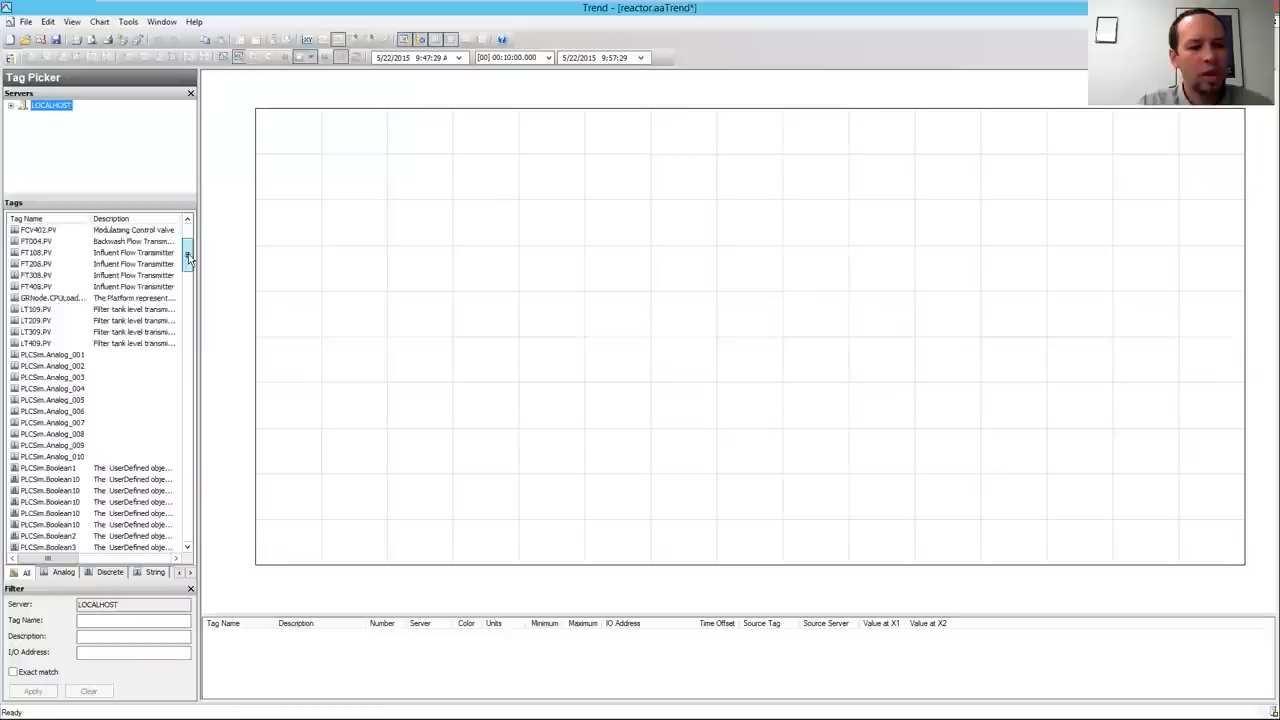 Trend - [reactor.aaTrend*]
File Edit View Chart Tools Window Help
5/22/2015 9:47:29 A [00] 00:10:00.000 5/22/2015 9:57:29
Tag Picker
Servers
LOCALHOST
Tags
Tag Name Description
FCV402.PV Modulating Control valve
FT004.PV Backwash Flow Transm...
FT108.PV Influent Flow Transmitter
FT208.PV Influent Flow Transmitter
FT308.PV Influent Flow Transmitter
FT408.PV Influent Flow Transmitter
GRNode.CPULoad... The Platform represent...
LT109.PV Filter tank level transmi...
LT209.PV Filter tank level transmi...
LT309.PV Filter tank level transmi...
LT409.PV Filter tank level transmi...
PLCSim.Analog_001
PLCSim.Analog_002
PLCSim.Analog_003
PLCSim.Analog_004
PLCSim.Analog_005
PLCSim.Analog_006
PLCSim.Analog_007
PLCSim.Analog_008
PLCSim.Analog_009
PLCSim.Analog_010
PLCSim.Boolean1 The UserDefined obje...
PLCSim.Boolean10 The UserDefined obje...
PLCSim.Boolean10 The UserDefined obje...
PLCSim.Boolean10 The UserDefined obje...
PLCSim.Boolean10 The UserDefined obje...
PLCSim.Boolean10 The UserDefined obje...
PLCSim.Boolean2 The UserDefined obje...
PLCSim.Boolean3 The UserDefined obje...
All Analog Discrete String
Filter
Server: LOCALHOST
Tag Name:
Description:
I/O Address:
Exact match
Apply Clear
Tag Name Description Number Server Color Units Minimum Maximum IO Address Time Offset Source Tag Source Server Value at X1 Value at X2
Ready